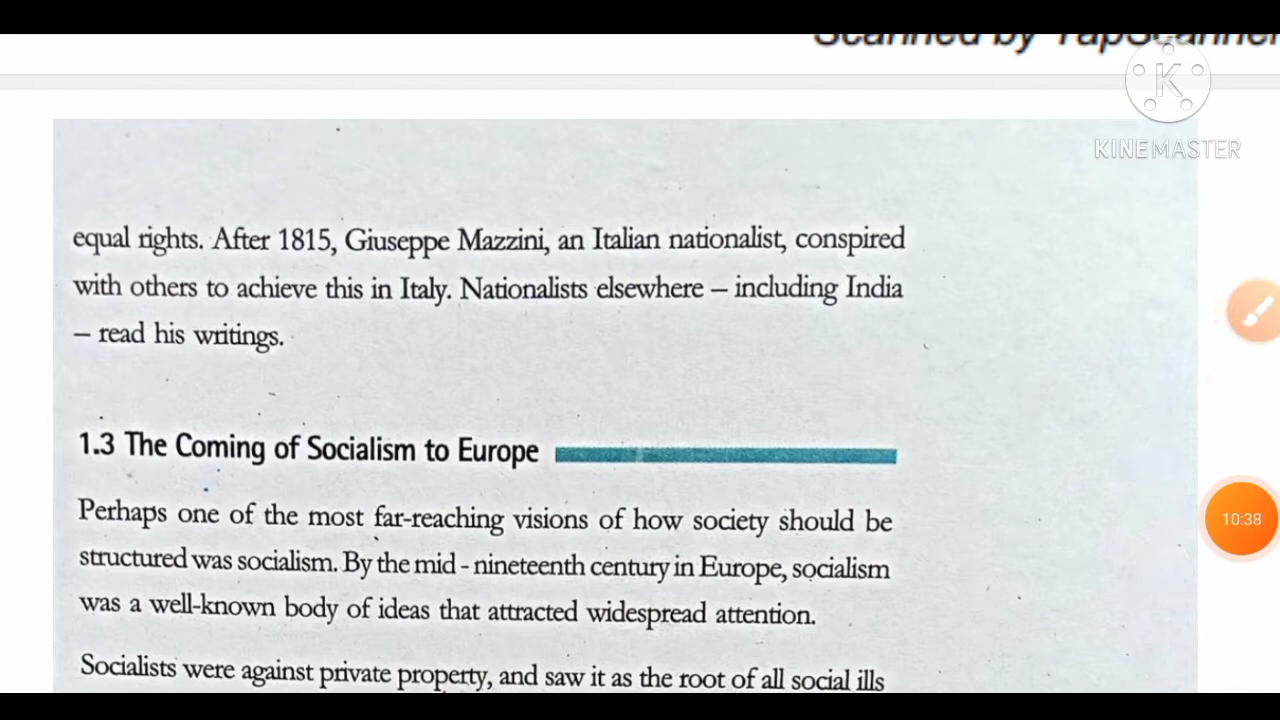 Scanned by TapScanner
K
KINEMASTER
equal rights. After 1815, Giuseppe Mazzini, an Italian nationalist, conspired
with others to achieve this in Italy. Nationalists elsewhere – including India
– read his writings.
1.3 The Coming of Socialism to Europe
Perhaps one of the most far-reaching visions of how society should be
structured was socialism. By the mid - nineteenth century in Europe, socialism
was a well-known body of ideas that attracted widespread attention.
Socialists were against private property, and saw it as the root of all social ills
10:38